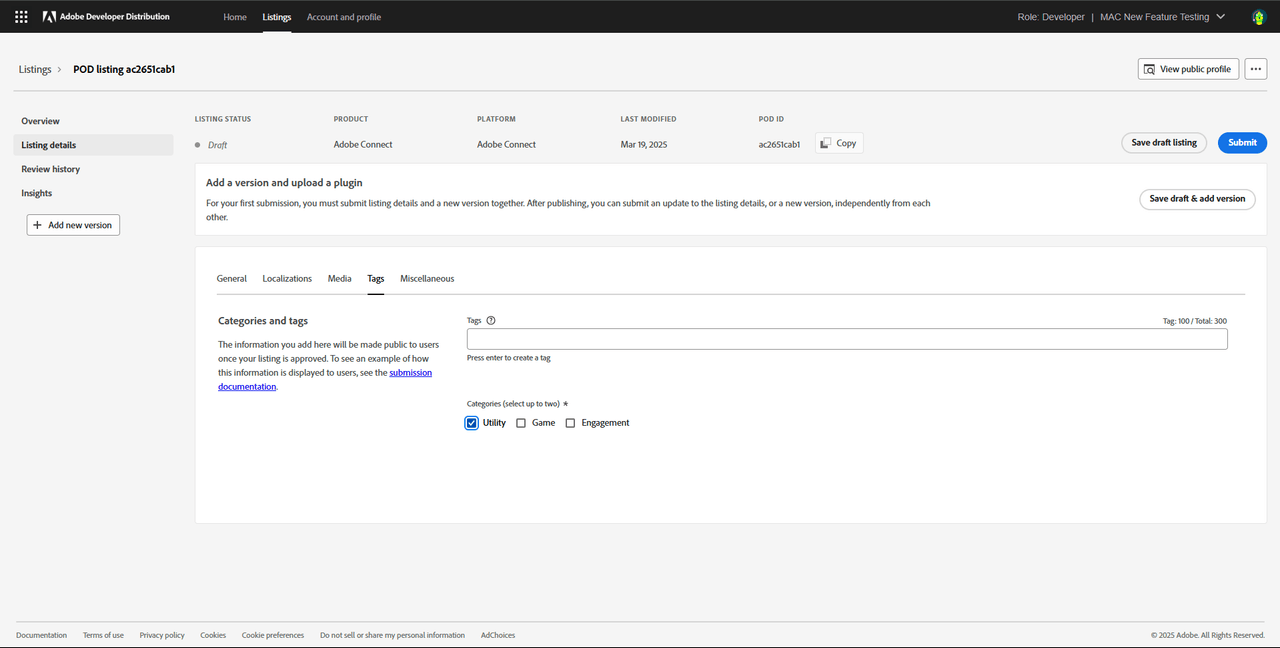 Adobe Developer Distribution
Home
Listings
Account and profile
Role: Developer | MAC New Feature Testing
Listings > POD listing ac2651cab1
View public profile
Overview
Listing details
Review history
Insights
+ Add new version
LISTING STATUS
PRODUCT
PLATFORM
LAST MODIFIED
POD ID
Draft
Adobe Connect
Adobe Connect
Mar 19, 2025
ac2651cab1
Copy
Save draft listing
Submit
Add a version and upload a plugin
For your first submission, you must submit listing details and a new version together. After publishing, you can submit an update to the listing details, or a new version, independently from each
other.
Save draft & add version
General
Localizations
Media
Tags
Miscellaneous
Categories and tags
The information you add here will be made public to users
once your listing is approved. To see an example of how
this information is displayed to users, see the submission
documentation.
Tags
Tag: 100 / Total: 300
Press enter to create a tag
Categories (select up to two) *
Utility
Game
Engagement
Documentation
Terms of use
Privacy policy
Cookies
Cookie preferences
Do not sell or share my personal information
AdChoices
© 2025 Adobe. All Rights Reserved.